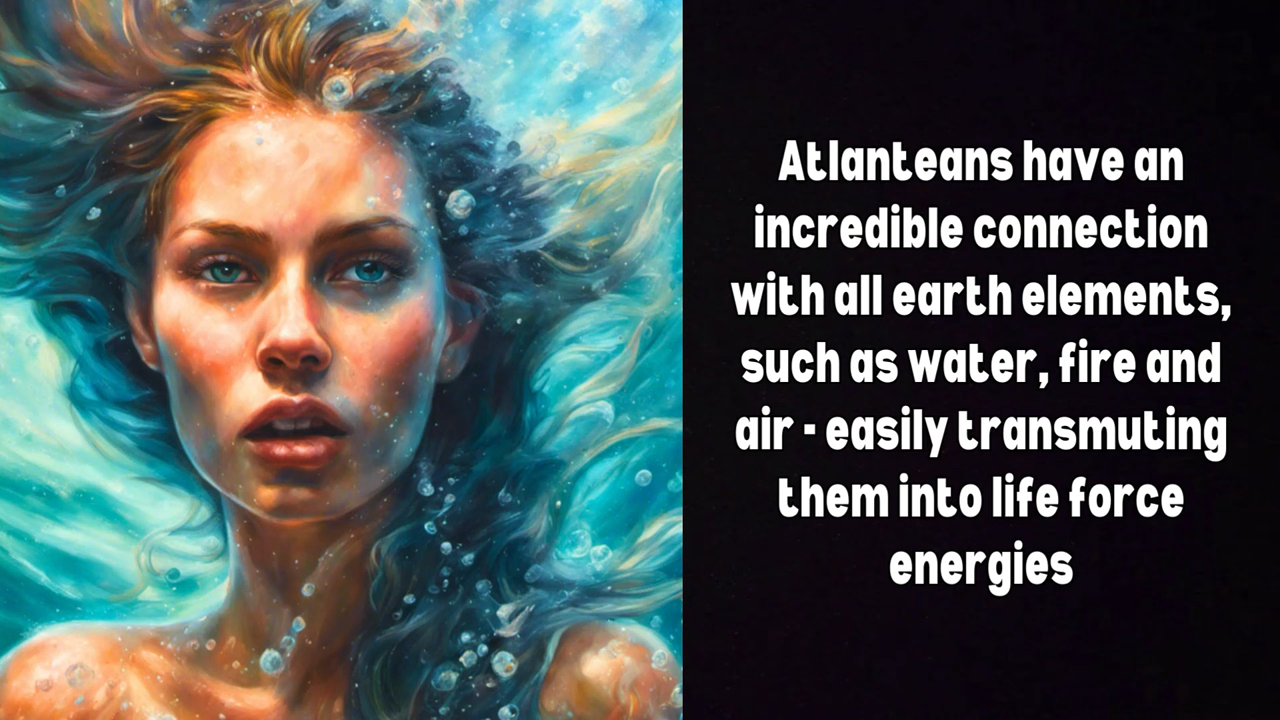 Atlanteans have an
incredible connection
with all earth elements,
such as water, fire and
air - easily transmuting
them into life force
energies